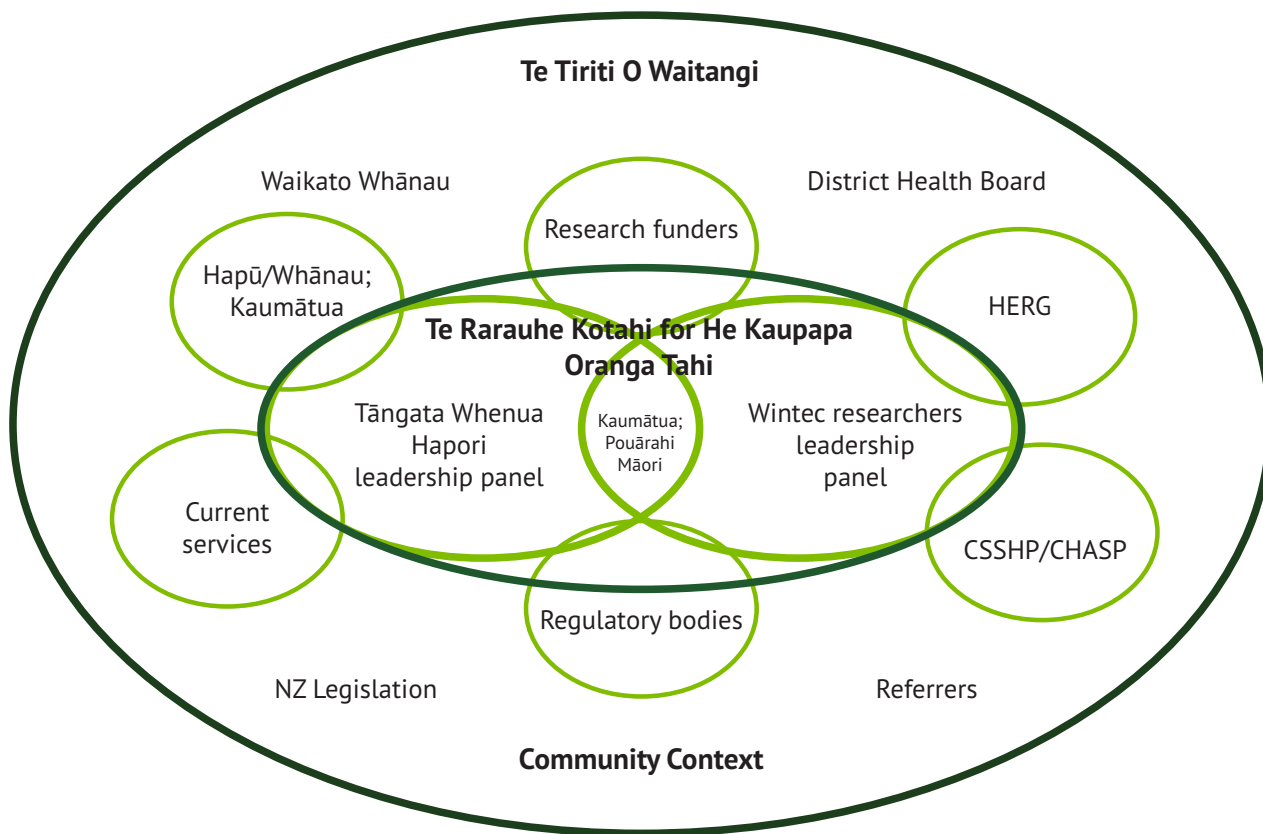 Te Tiriti O Waitangi
Waikato Whānau
District Health Board
Research funders
Hapū/Whānau;
Kaumātua
HERG
Te Rarauhe Kotahi for He Kaupapa
Oranga Tahi
Tāngata Whenua
Hapori
leadership panel
Kaumātua;
Pouārahi
Māori
Wintec researchers
leadership
panel
Current
services
CSSHP/CHASP
Regulatory bodies
NZ Legislation
Referrers
Community Context